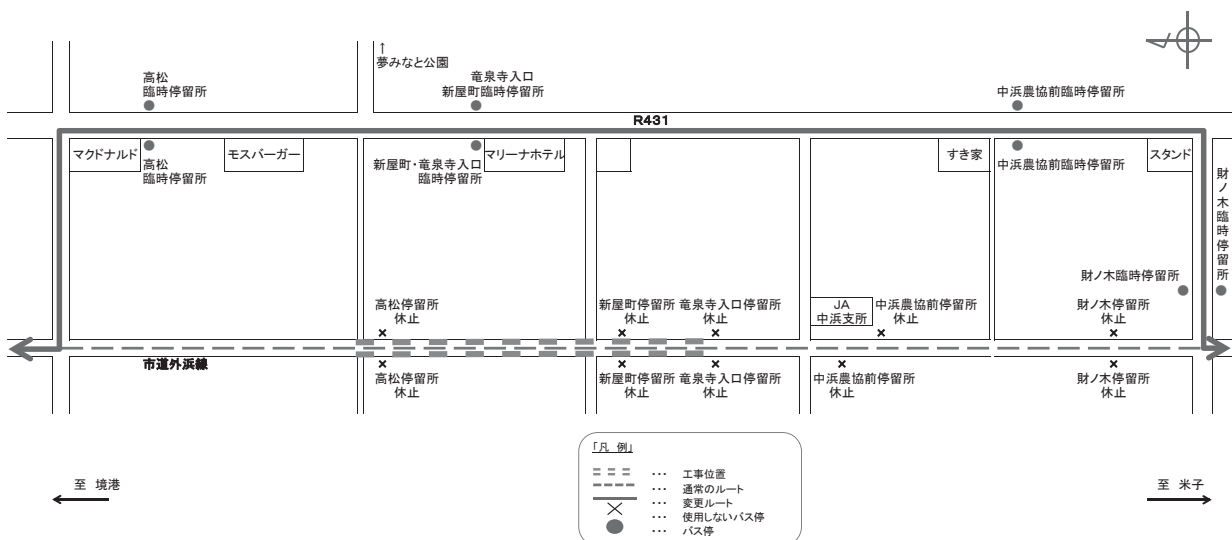 ↑
夢みなと公園
高松
臨時停留所
竜泉寺入口
新屋町臨時停留所
中浜農協前臨時停留所
R431
マクドナルド
高松
臨時停留所
モスバーガー
新屋町・竜泉寺入口
臨時停留所
マリーナホテル
すき家
中浜農協前臨時停留所
スタンド
財ノ木臨時停留所
財ノ木臨時停留所
高松停留所
休止
新屋町停留所
休止
竜泉寺入口停留所
休止
JA
中浜支所
中浜農協前停留所
休止
財ノ木停留所
休止
市道外浜線
高松停留所
休止
新屋町停留所
休止
竜泉寺入口停留所
休止
中浜農協前停留所
休止
財ノ木停留所
休止
「凡 例」
… 工事位置
… 通常のルート
… 変更ルート
… 使用しないバス停
… バス停
至 境港
至 米子